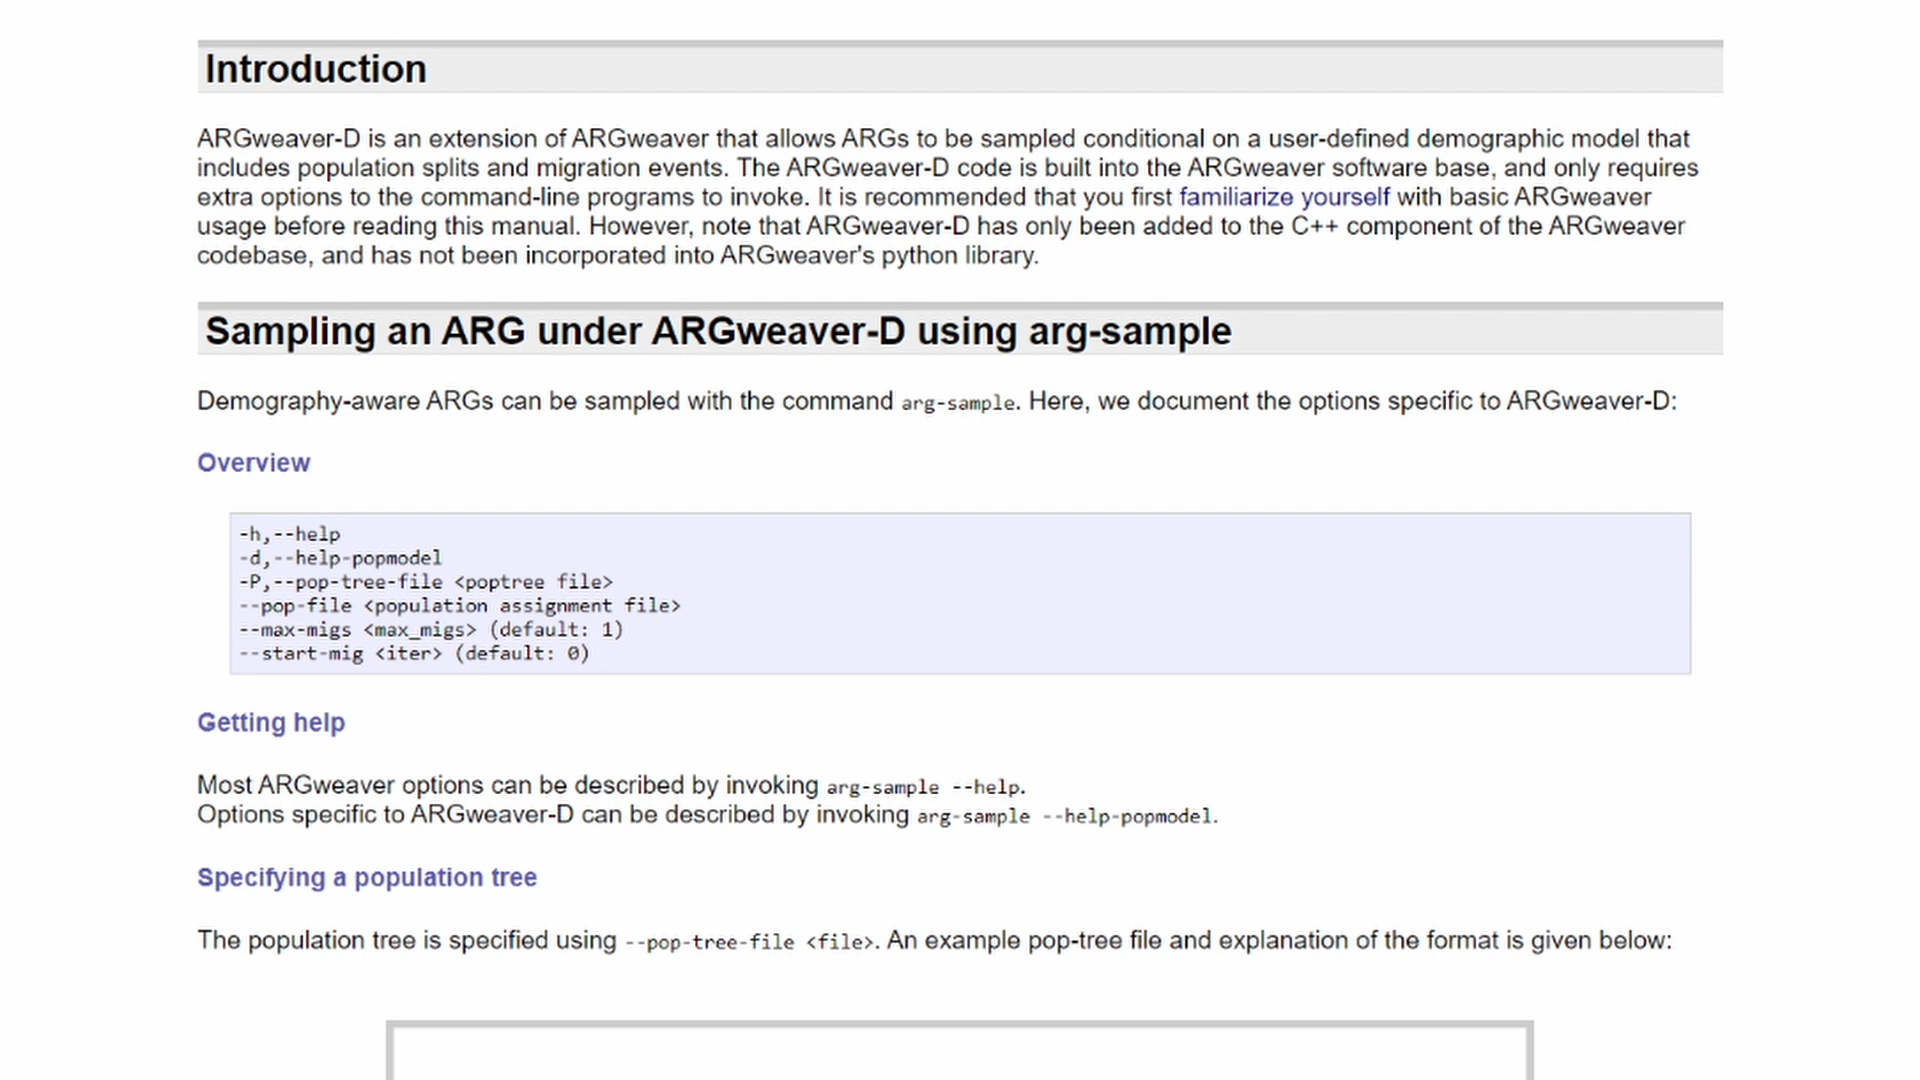 Introduction
ARGweaver-D is an extension of ARGweaver that allows ARGs to be sampled conditional on a user-defined demographic model that
includes population splits and migration events. The ARGweaver-D code is built into the ARGweaver software base, and only requires
extra options to the command-line programs to invoke. It is recommended that you first familiarize yourself with basic ARGweaver
usage before reading this manual. However, note that ARGweaver-D has only been added to the C++ component of the ARGweaver
codebase, and has not been incorporated into ARGweaver's python library.
Sampling an ARG under ARGweaver-D using arg-sample
Demography-aware ARGs can be sampled with the command arg-sample. Here, we document the options specific to ARGweaver-D:
Overview
-h,--help
-d,--help-popmodel
-P,--pop-tree-file <poptree file>
--pop-file <population assignment file>
--max-migs <max_migs> (default: 1)
--start-mig <iter> (default: 0)
Getting help
Most ARGweaver options can be described by invoking arg-sample --help.
Options specific to ARGweaver-D can be described by invoking arg-sample --help-popmodel.
Specifying a population tree
The population tree is specified using --pop-tree-file <file>. An example pop-tree file and explanation of the format is given below: